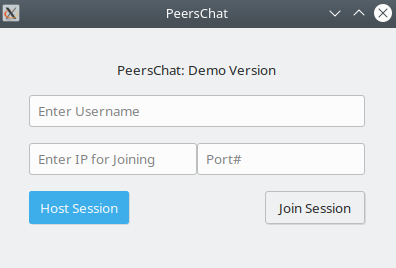 PeersChat
PeersChat: Demo Version
Enter Username
Enter IP for Joining Port#
Host Session Join Session